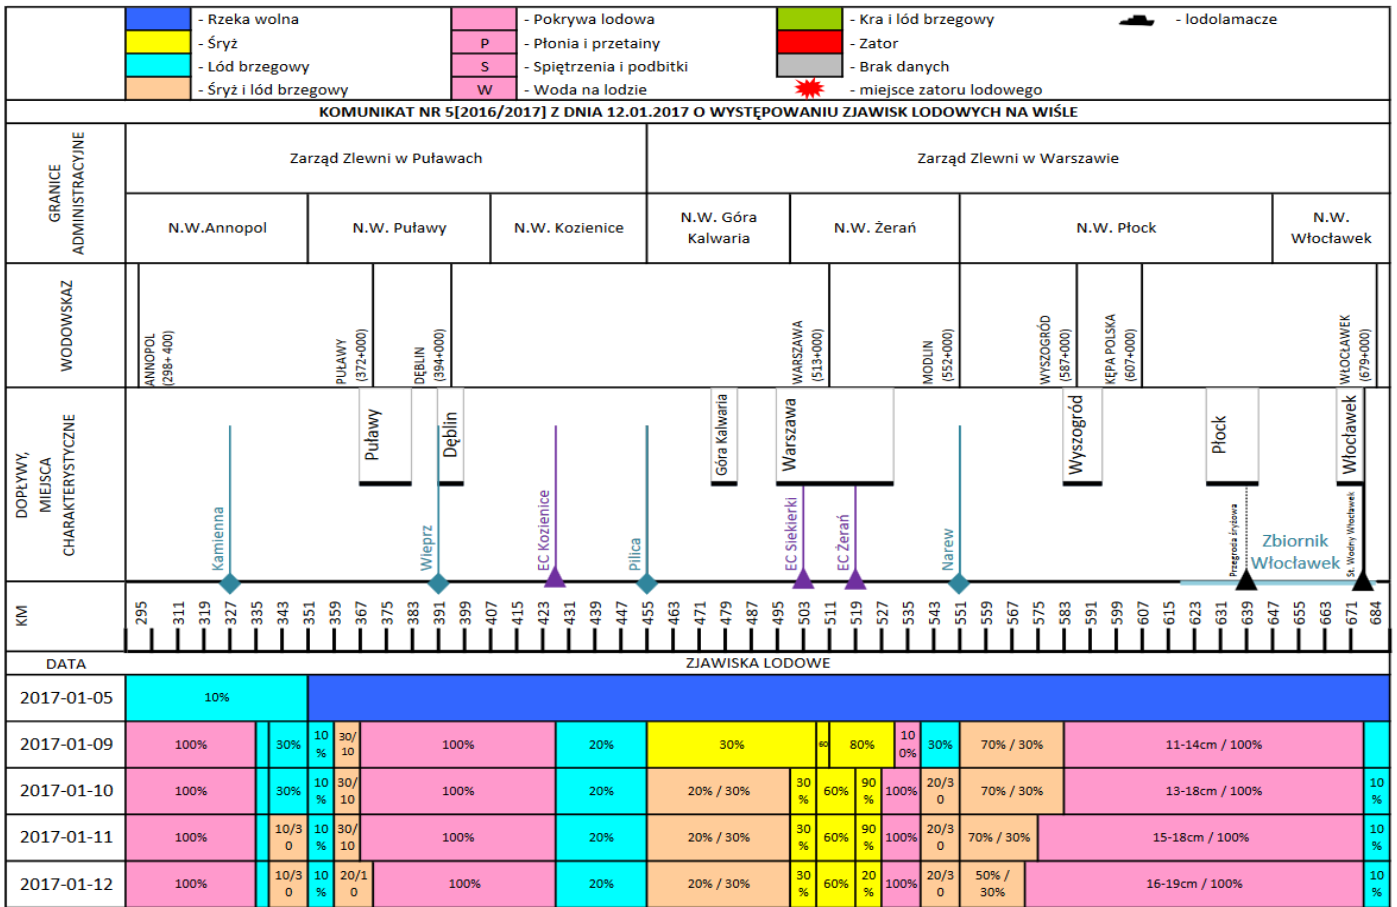 - Rzeka wolna
- Pokrywa lodowa
- Kra i lód brzegowy
- lodolamacze
- Śryż
P
- Płonia i przetainy
- Zator
- Lód brzegowy
S
- Spiętrzenia i podbitki
- Brak danych
- Śryż i lód brzegowy
W
- Woda na lodzie
- miejsce zatoru lodowego
KOMUNIKAT NR 5[2016/2017] Z DNIA 12.01.2017 O WYSTĘPOWANIU ZJAWISK LODOWYCH NA WIŚLE
GRANICE
ADMINISTRACYJNE
Zarząd Zlewni w Puławach
Zarząd Zlewni w Warszawie
N.W.Annopol
N.W. Puławy
N.W. Kozienice
N.W. Góra
Kalwaria
N.W. Żerań
N.W. Płock
N.W.
Włocławek
WODOWSKAZ
ANNOPOL
(298+ 400)
PUŁAWY
(372+000)
DĘBLIN
(394+000)
WARSZAWA
(513+000)
MODLIN
(552+000)
WYSZOGRÓD
(587+000)
KĘPA POLSKA
(607+000)
WŁOCŁAWEK
(679+000)
DOPŁYWY,
MIEJSCA
CHARAKTERYSTYCZNE
Kamienna
Puławy
Wieprz
Dęblin
EC Kozienice
Pilica
Góra Kalwaria
Warszawa
EC Siekierki
EC Żerań
Narew
Wyszogród
Płock
Przegroda śryżowa
Zbiornik
Włocławek
St. Wodny Włocławek
Włocławek
KM
295
311
319
327
335
343
351
359
367
375
383
391
399
407
415
423
431
439
447
455
463
471
479
487
495
503
511
519
527
535
543
551
559
567
575
583
591
599
607
615
623
631
639
647
655
663
671
684
DATA
ZJAWISKA LODOWE
2017-01-05
10%
2017-01-09
100%
30%
10
%
30/
10
100%
20%
30%
60
80%
10
0%
30%
70% / 30%
11-14cm / 100%
2017-01-10
100%
30%
10
%
30/
10
100%
20%
20% / 30%
30
%
60%
90
%
100%
20/3
0
70% / 30%
13-18cm / 100%
10
%
2017-01-11
100%
10/3
0
10
%
30/
10
100%
20%
20% / 30%
30
%
60%
90
%
100%
20/3
0
70% / 30%
15-18cm / 100%
10
%
2017-01-12
100%
10/3
0
10
%
20/1
0
100%
20%
20% / 30%
30
%
60%
20
%
100%
20/3
0
50% /
30%
16-19cm / 100%
10
%